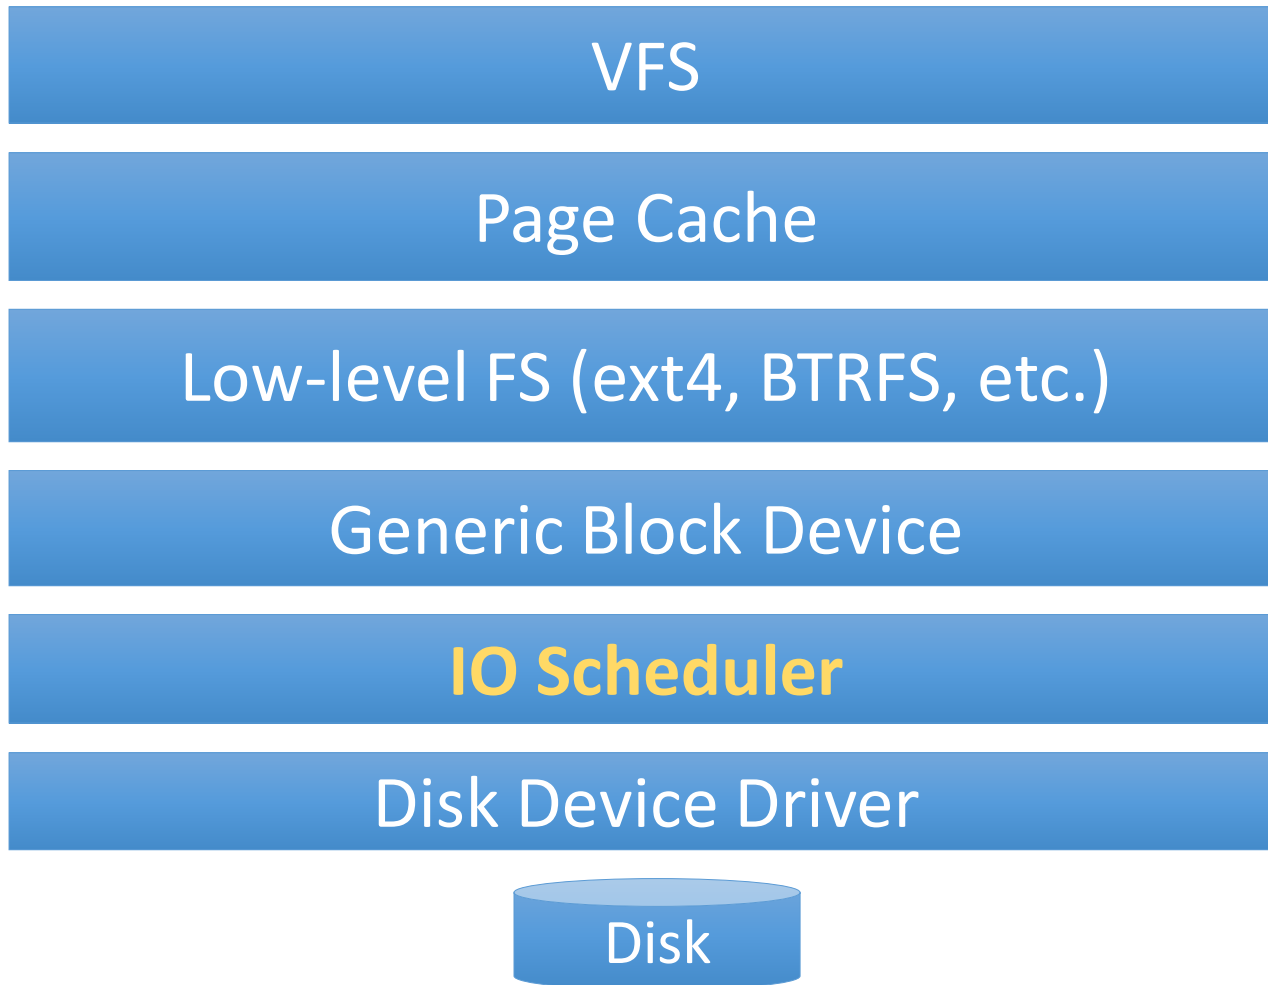 VFS
Page Cache
Low-level FS (ext4, BTRFS, etc.)
Generic Block Device
IO Scheduler
Disk Device Driver
Disk